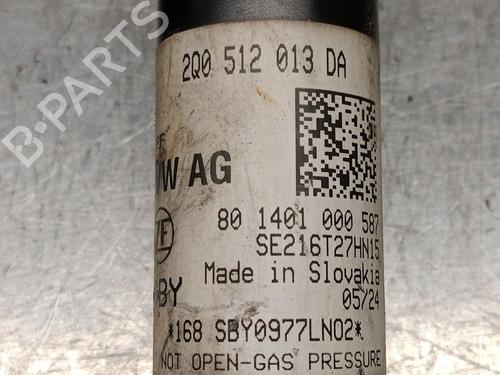 2Q0 512 013 DA
VW AG
80 1401 000 587
SE216T27HN15
Made in Slovakia
05/24
*168 SBY0977LN02*
NOT OPEN-GAS PRESSURE
B-PARTS